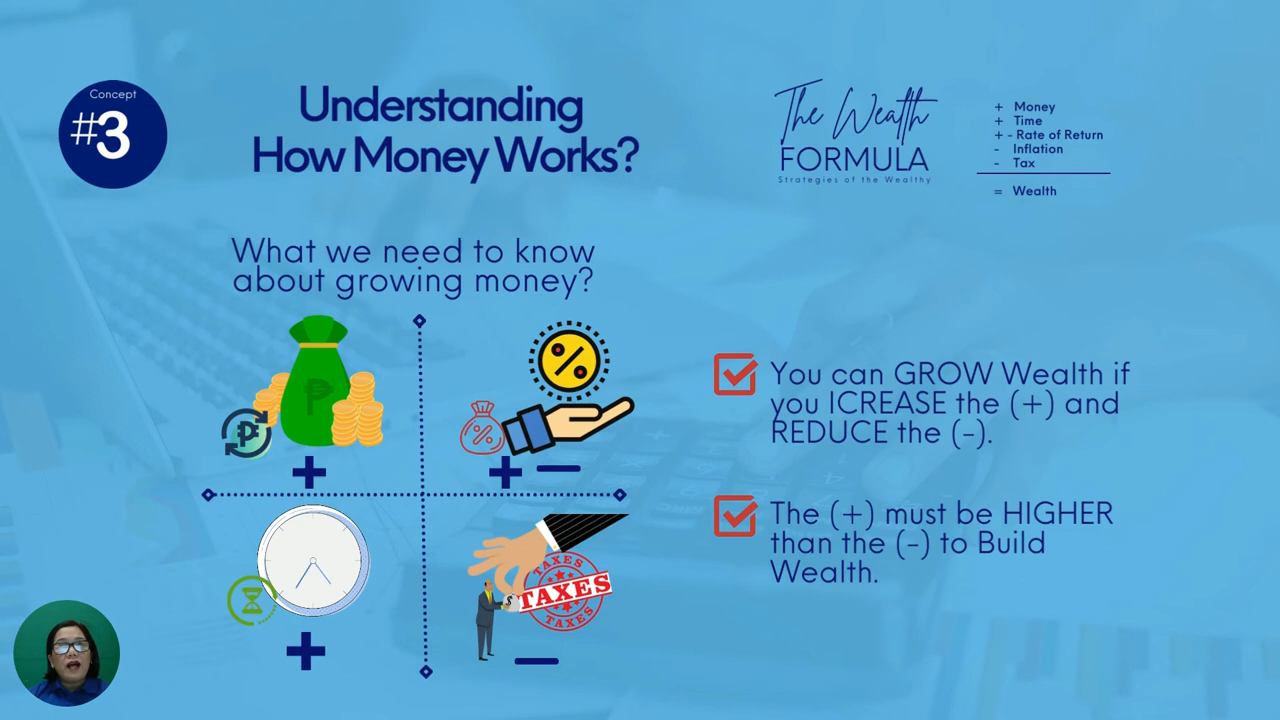 Concept
#3
Understanding
How Money Works?
The Wealth
FORMULA
Strategies of the Wealthy
+ Money
+ Time
+ - Rate of Return
- Inflation
- Tax
= Wealth
What we need to know
about growing money?
You can GROW Wealth if
you ICREASE the (+) and
REDUCE the (-).
The (+) must be HIGHER
than the (-) to Build
Wealth.
₱
₱
%
%
+
+ −
TAXES
TAXES
TAXES
$
+
−